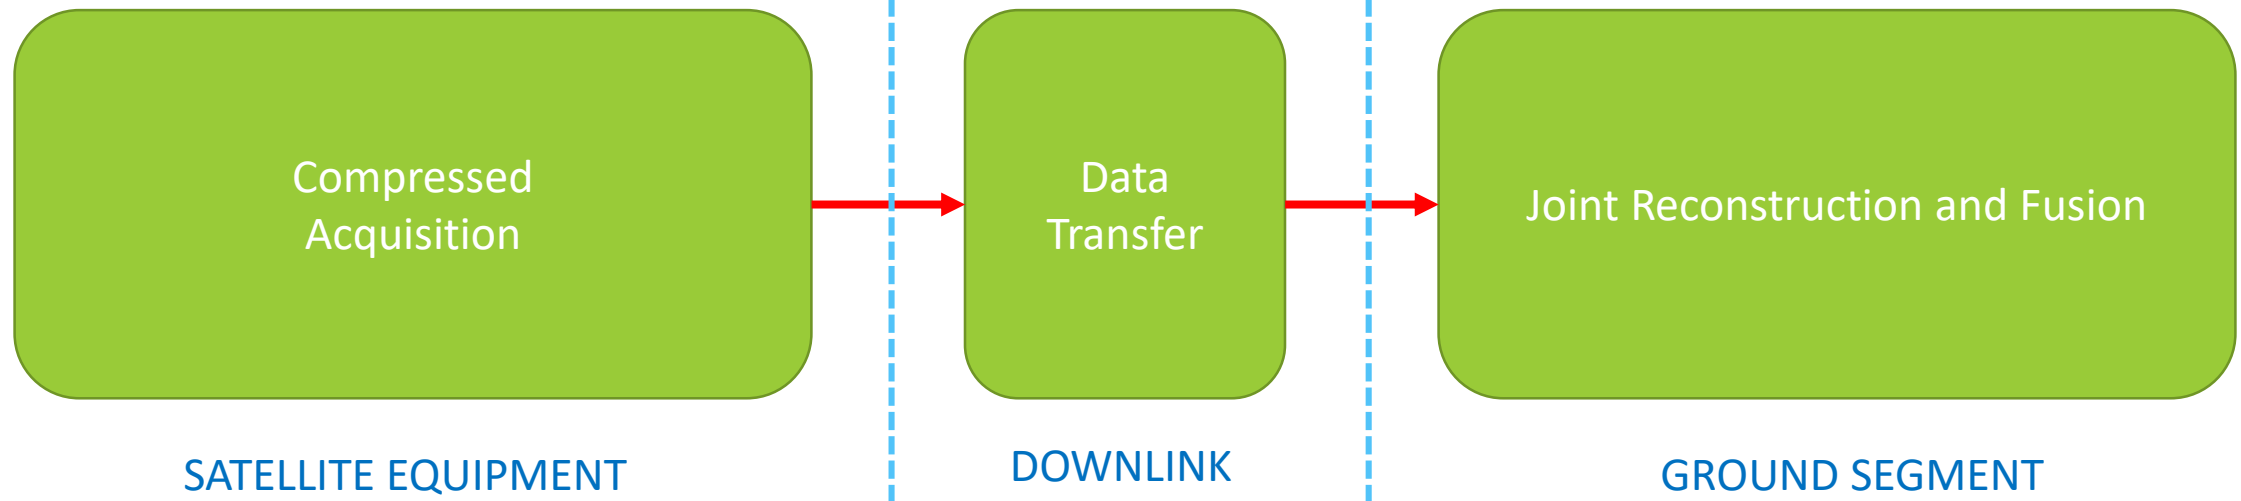 Compressed
Acquisition
Data
Transfer
Joint Reconstruction and Fusion
SATELLITE EQUIPMENT
DOWNLINK
GROUND SEGMENT